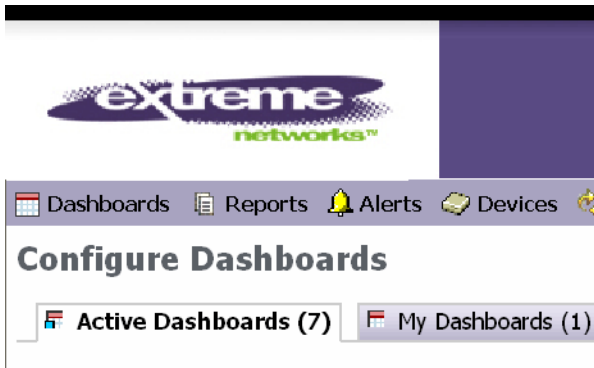 extreme
networks™
Dashboards Reports Alerts Devices
Configure Dashboards
Active Dashboards (7) My Dashboards (1)